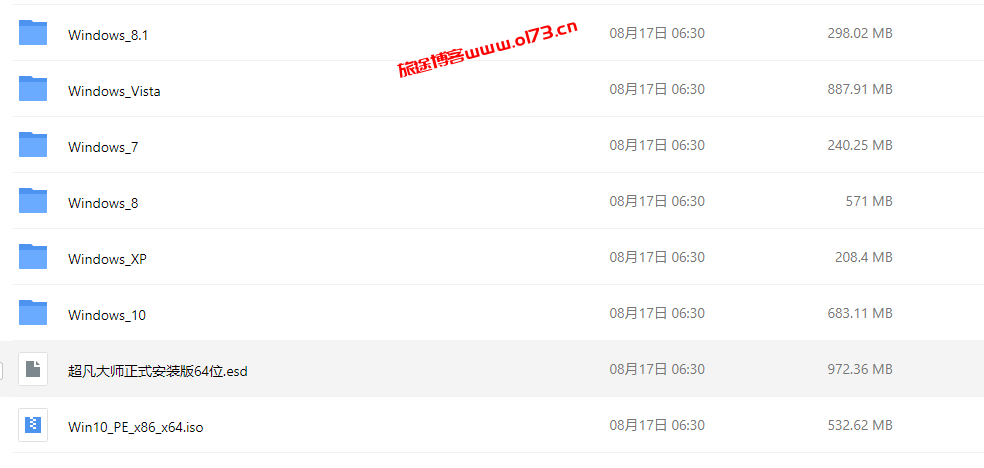 Windows_8.1 08月17日 06:30 298.02 MB
旅途博客www.ol73.cn
Windows_Vista 08月17日 06:30 887.91 MB
Windows_7 08月17日 06:30 240.25 MB
Windows_8 08月17日 06:30 571 MB
Windows_XP 08月17日 06:30 208.4 MB
Windows_10 08月17日 06:30 683.11 MB
超凡大师正式安装版64位.esd 08月17日 06:30 972.36 MB
Win10_PE_x86_x64.iso 08月17日 06:30 532.62 MB